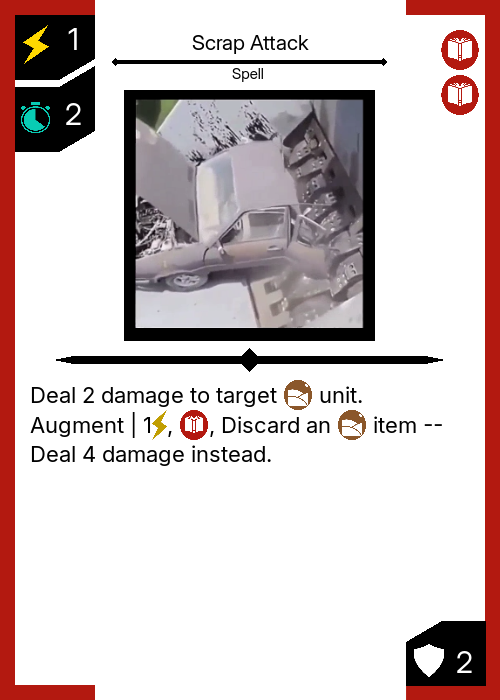 1
Scrap Attack
Spell
2
Deal 2 damage to target unit.
Augment | 1, , Discard an item --
Deal 4 damage instead.
2